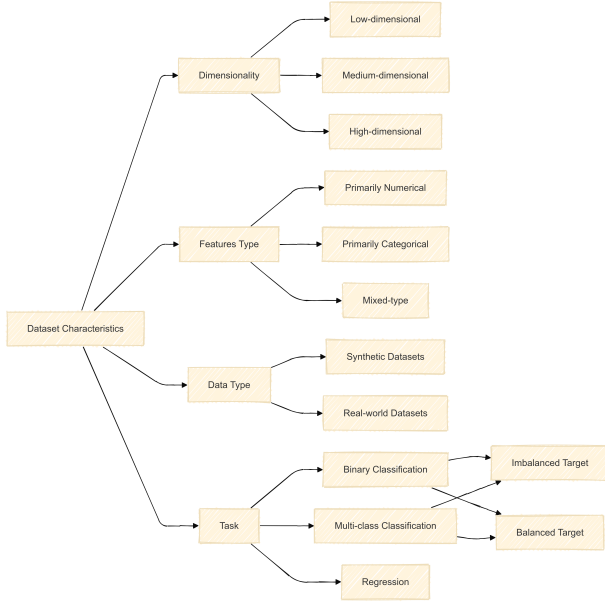 Low-dimensional
Dimensionality
Medium-dimensional
High-dimensional
Primarily Numerical
Features Type
Primarily Categorical
Mixed-type
Dataset Characteristics
Synthetic Datasets
Data Type
Real-world Datasets
Binary Classification
Imbalanced Target
Task
Multi-class Classification
Balanced Target
Regression